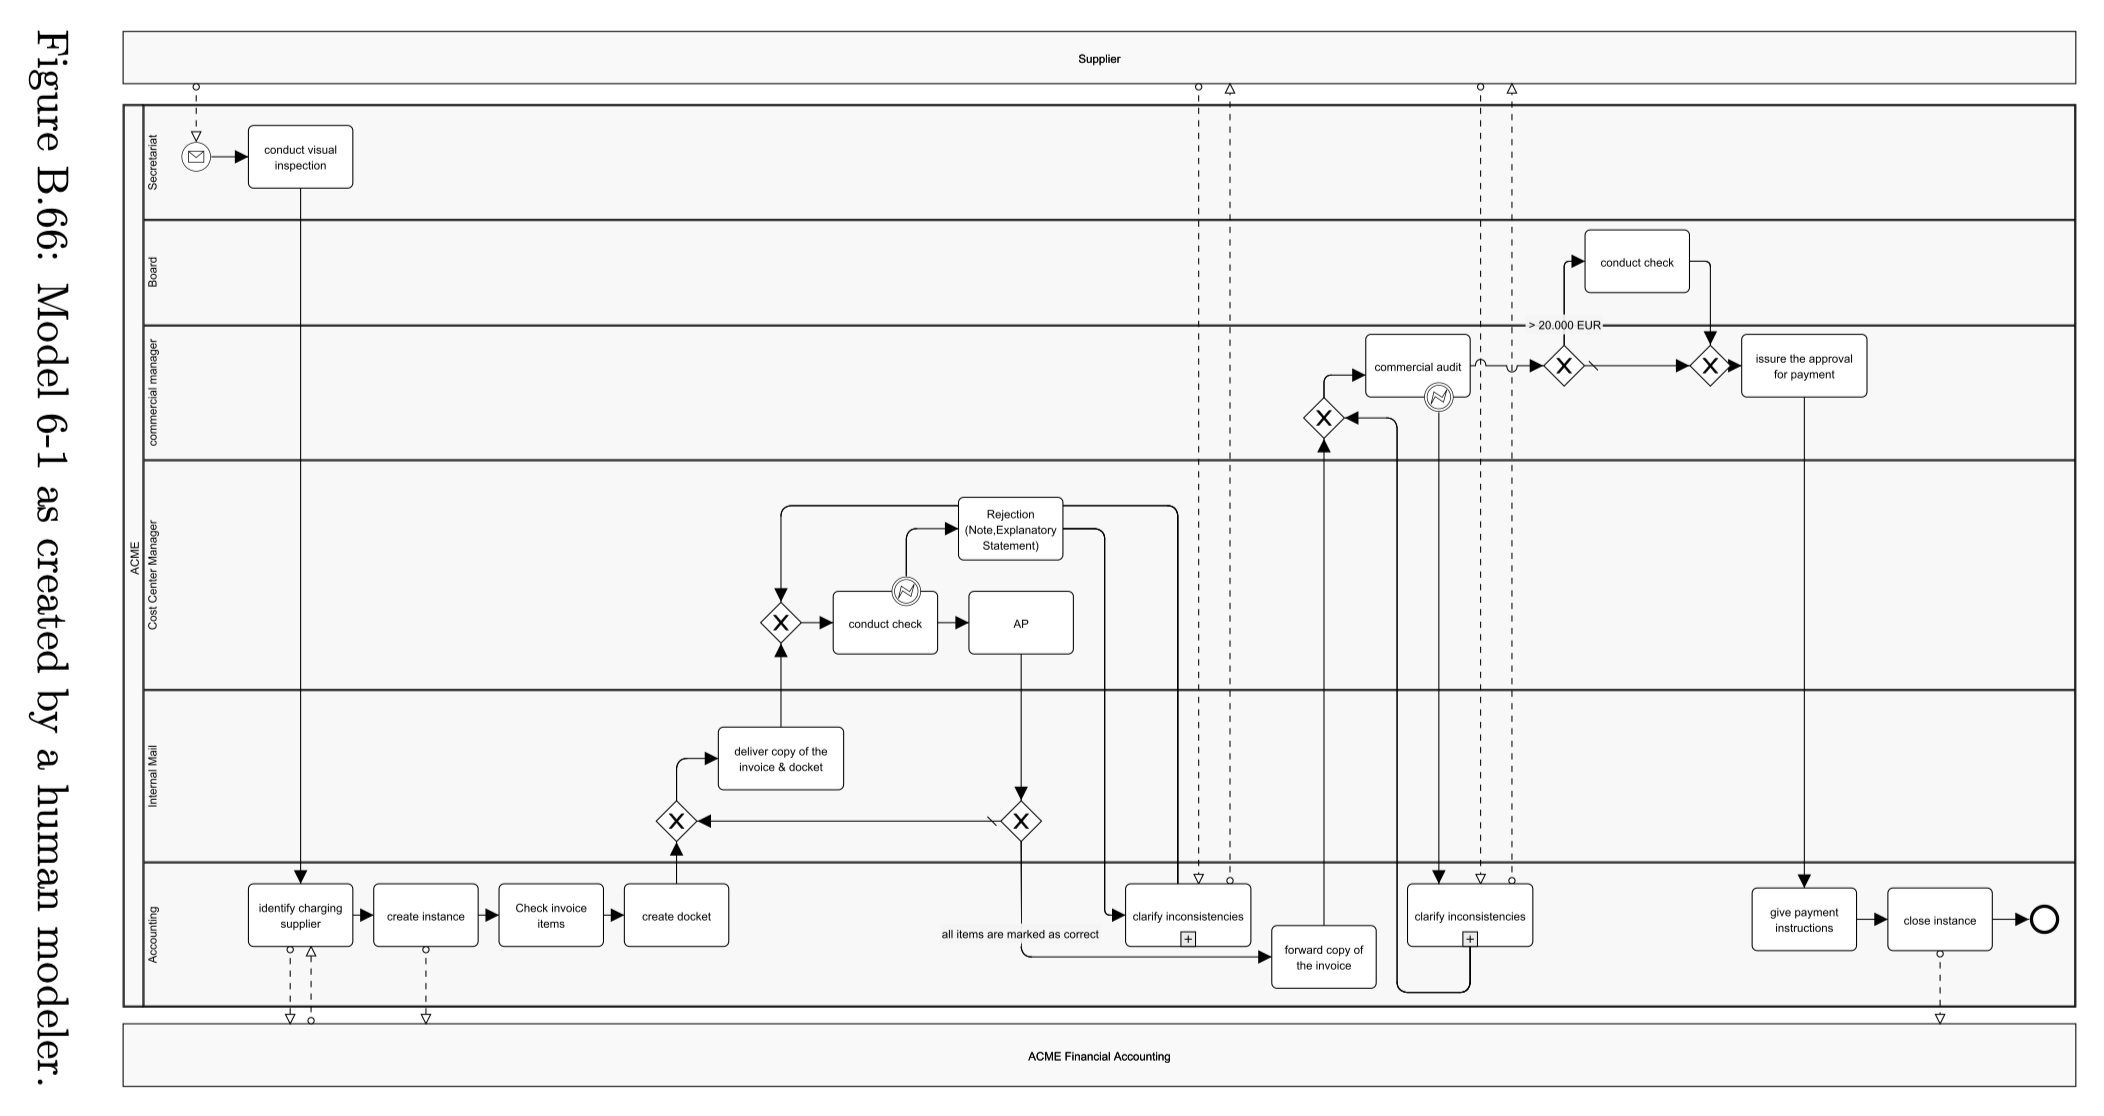 Figure B.66: Model 6-1 as created by a human modeler.
Supplier
ACME
Secretariat
conduct visual
inspection
Board
conduct check
> 20.000 EUR
commercial manager
commercial audit
issure the approval
for payment
Cost Center Manager
Rejection
(Note,Explanatory
Statement)
conduct check
AP
Internal Mail
deliver copy of the
invoice & docket
Accounting
identify charging
supplier
create instance
Check invoice
items
create docket
all items are marked as correct
clarify inconsistencies
forward copy of
the invoice
clarify inconsistencies
give payment
instructions
close instance
ACME Financial Accounting